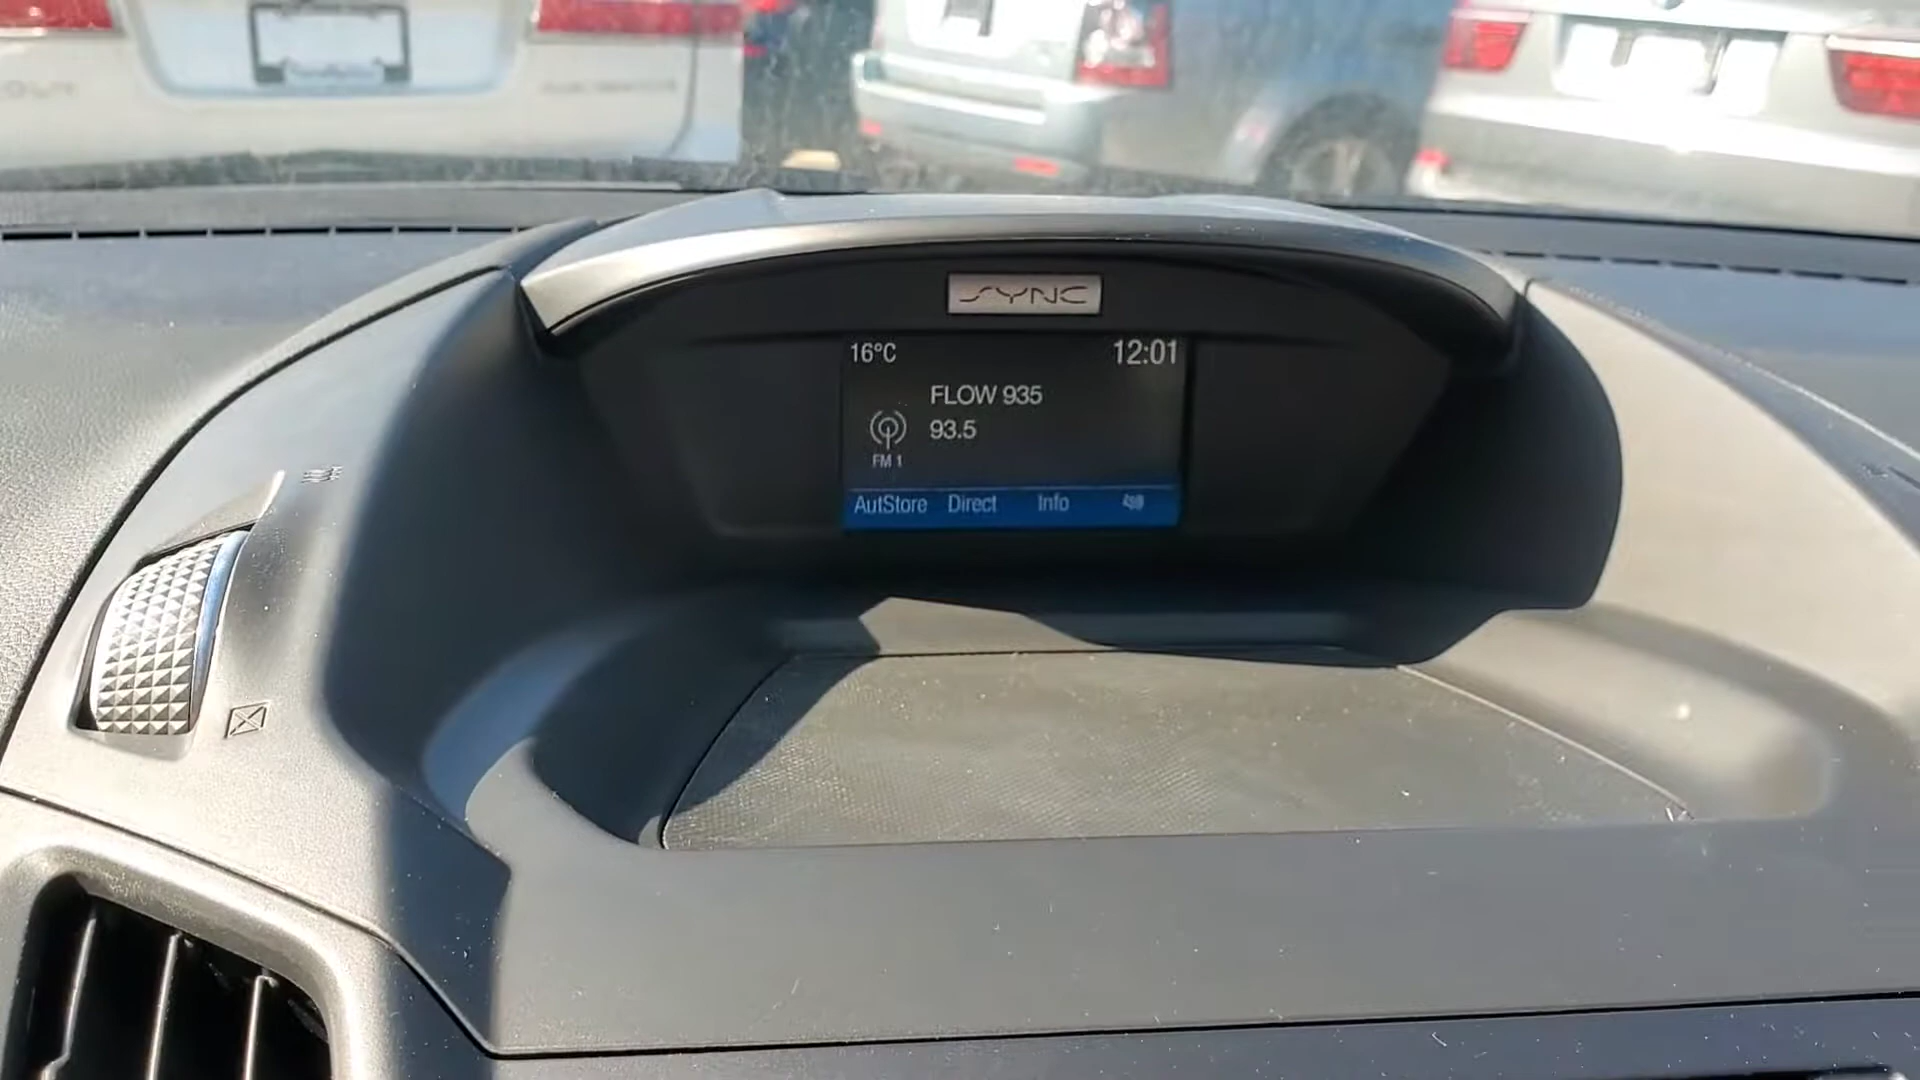 SYNC
16°C
12:01
FLOW 935
93.5
FM 1
AutStore
Direct
Info